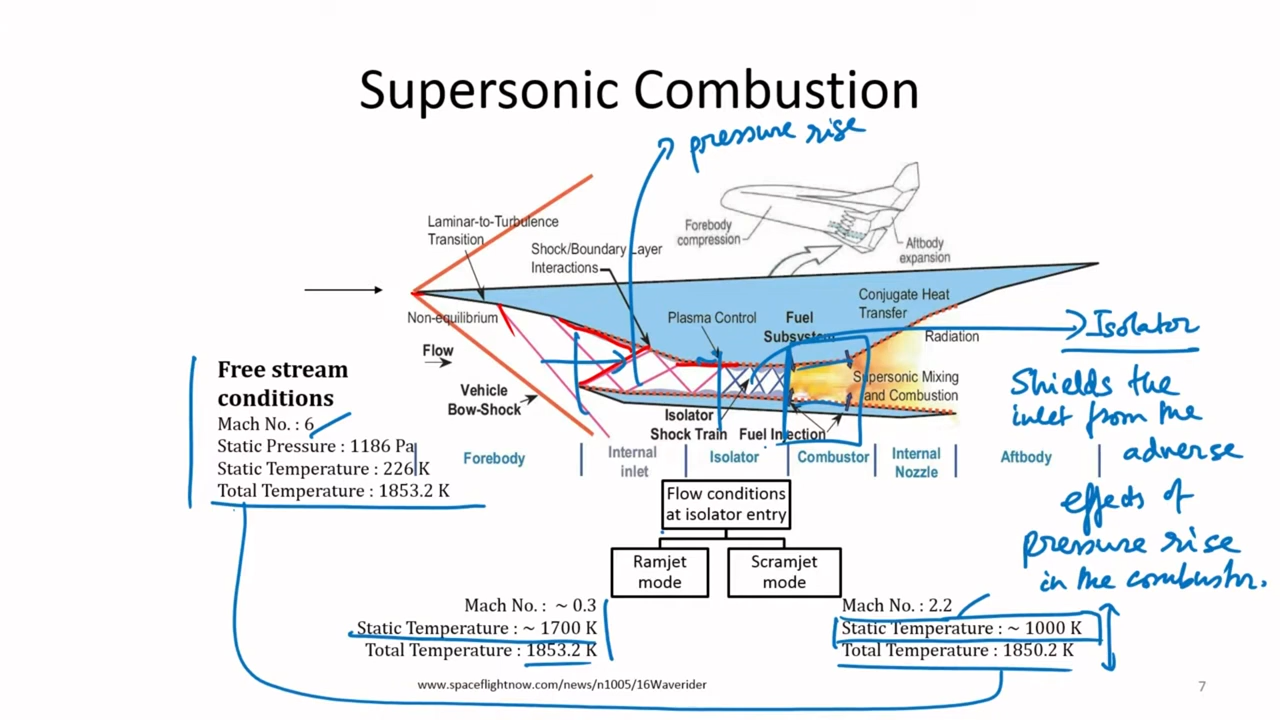 Supersonic Combustion
pressure rise
Laminar-to-Turbulence
Transition
Shock/Boundary Layer
Interactions
Forebody
compression
Aftbody
expansion
Non-equilibrium
Plasma Control
Fuel
Subsystem
Conjugate Heat
Transfer
Radiation
Flow
Vehicle
Bow-Shock
Isolator
Shock Train
Fuel Injection
Supersonic Mixing
and Combustion
Isolator
Shields the
inlet from the
adverse
effects of
pressure rise
in the combustor.
Free stream
conditions
Mach No. : 6
Static Pressure : 1186 Pa
Static Temperature : 226 K
Total Temperature : 1853.2 K
Forebody
Internal
inlet
Isolator
Combustor
Internal
Nozzle
Aftbody
Flow conditions
at isolator entry
Ramjet
mode
Scramjet
mode
Mach No. : ~ 0.3
Static Temperature : ~ 1700 K
Total Temperature : 1853.2 K
Mach No. : 2.2
Static Temperature : ~ 1000 K
Total Temperature : 1850.2 K
www.spaceflightnow.com/news/n1005/16Waverider
7